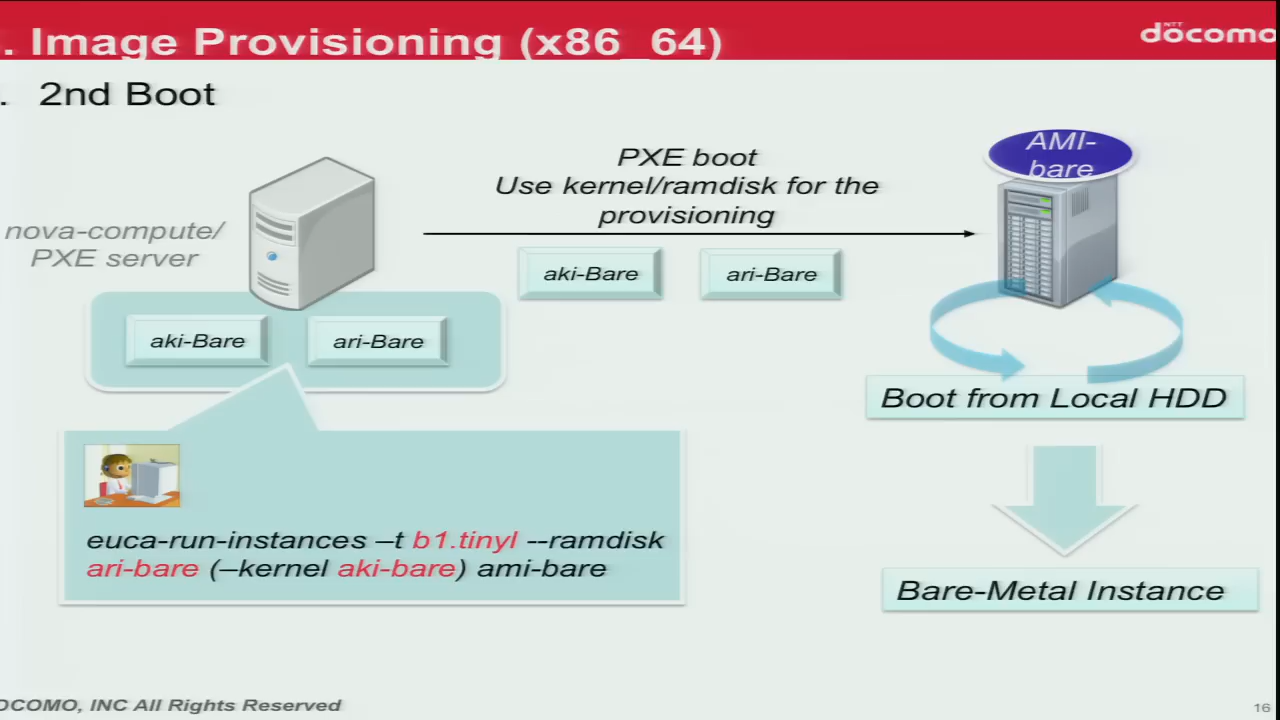 . Image Provisioning (x86_64)
NTT
döcomo
. 2nd Boot
AMI-
bare
PXE boot
Use kernel/ramdisk for the
provisioning
nova-compute/
PXE server
aki-Bare
ari-Bare
aki-Bare
ari-Bare
Boot from Local HDD
euca-run-instances –t b1.tinyl --ramdisk
ari-bare (–kernel aki-bare) ami-bare
Bare-Metal Instance
OCOMO, INC All Rights Reserved
16